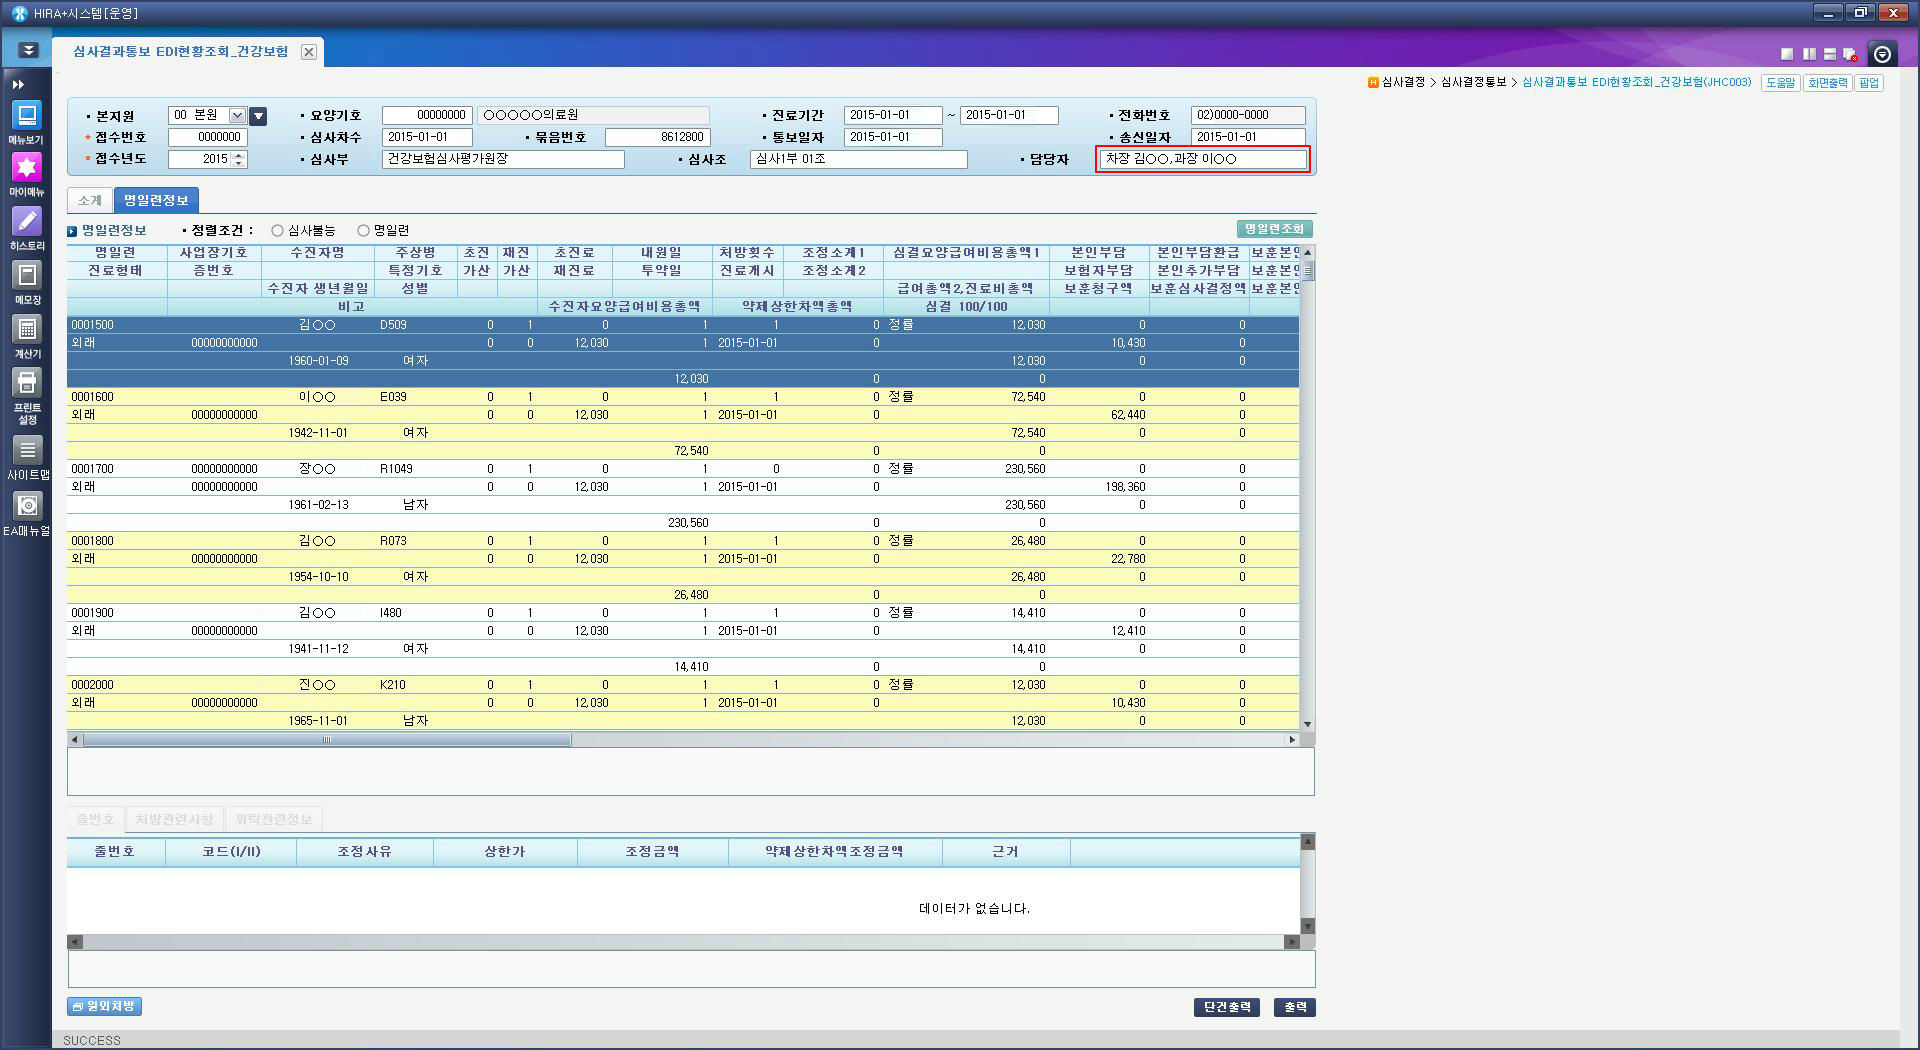 HIRA+시스템[운영]
심사결과통보 EDI현황조회_건강보험
심사결정 > 심사결정통보 > 심사결과통보 EDI현황조회_건강보험(JHC003) 도움말 화면출력 팝업
메뉴보기
마이메뉴
히스토리
메모장
계산기
프린트
설정
사이트맵
EA매뉴얼
· 본지원 00 본원 · 요양기호 00000000 ○○○○○의료원 · 진료기간 2015-01-01 ~ 2015-01-01 · 전화번호 02)0000-0000
* 접수번호 0000000 · 심사차수 2015-01-01 · 묶음번호 8612800 · 통보일자 2015-01-01 · 송신일자 2015-01-01
* 접수년도 2015 · 심사부 건강보험심사평가원장 · 심사조 심사1부 01조 · 담당자 차장 김○○,과장 이○○
소계 명일련정보
명일련정보 · 정렬조건 : 심사불능 명일련 명일련조회
명일련 사업장기호 수진자명 주상병 초진 재진 초진료 내원일 처방횟수 조정소계1 심결요양급여비용총액1 본인부담 본인부담환급 보훈본인
진료형태 증번호 특정기호 가산 가산 재진료 투약일 진료개시 조정소계2 보험자부담 본인추가부담 보훈본인
수진자 생년월일 성별 급여총액2,진료비총액 보훈청구액 보훈심사결정액 보훈본인
비고 수진자요양급여비용총액 약제상한차액총액 심결 100/100
0001500 김○○ D509 0 1 0 1 1 0 정률 12,030 0 0
외래 00000000000 0 0 12,030 1 2015-01-01 0 10,430 0
1960-01-09 여자 12,030 0 0
12,030 0 0
0001600 이○○ E039 0 1 0 1 1 0 정률 72,540 0 0
외래 00000000000 0 0 12,030 1 2015-01-01 0 62,440 0
1942-11-01 여자 72,540 0 0
72,540 0 0
0001700 00000000000 장○○ R1049 0 1 0 1 0 0 정률 230,560 0 0
외래 00000000000 0 0 12,030 1 2015-01-01 0 198,360 0
1961-02-13 남자 230,560 0 0
230,560 0 0
0001800 김○○ R073 0 1 0 1 1 0 정률 26,480 0 0
외래 00000000000 0 0 12,030 1 2015-01-01 0 22,780 0
1954-10-10 여자 26,480 0 0
26,480 0 0
0001900 김○○ I480 0 1 0 1 1 0 정률 14,410 0 0
외래 00000000000 0 0 12,030 1 2015-01-01 0 12,410 0
1941-11-12 여자 14,410 0 0
14,410 0 0
0002000 진○○ K210 0 1 0 1 1 0 정률 12,030 0 0
외래 00000000000 0 0 12,030 1 2015-01-01 0 10,430 0
1965-11-01 남자 12,030 0 0
줄번호 처방관련사항 위탁관련정보
줄번호 코드(I/II) 조정사유 상한가 조정금액 약제상한차액조정금액 근거
데이터가 없습니다.
원외처방 단건출력 출력
SUCCESS